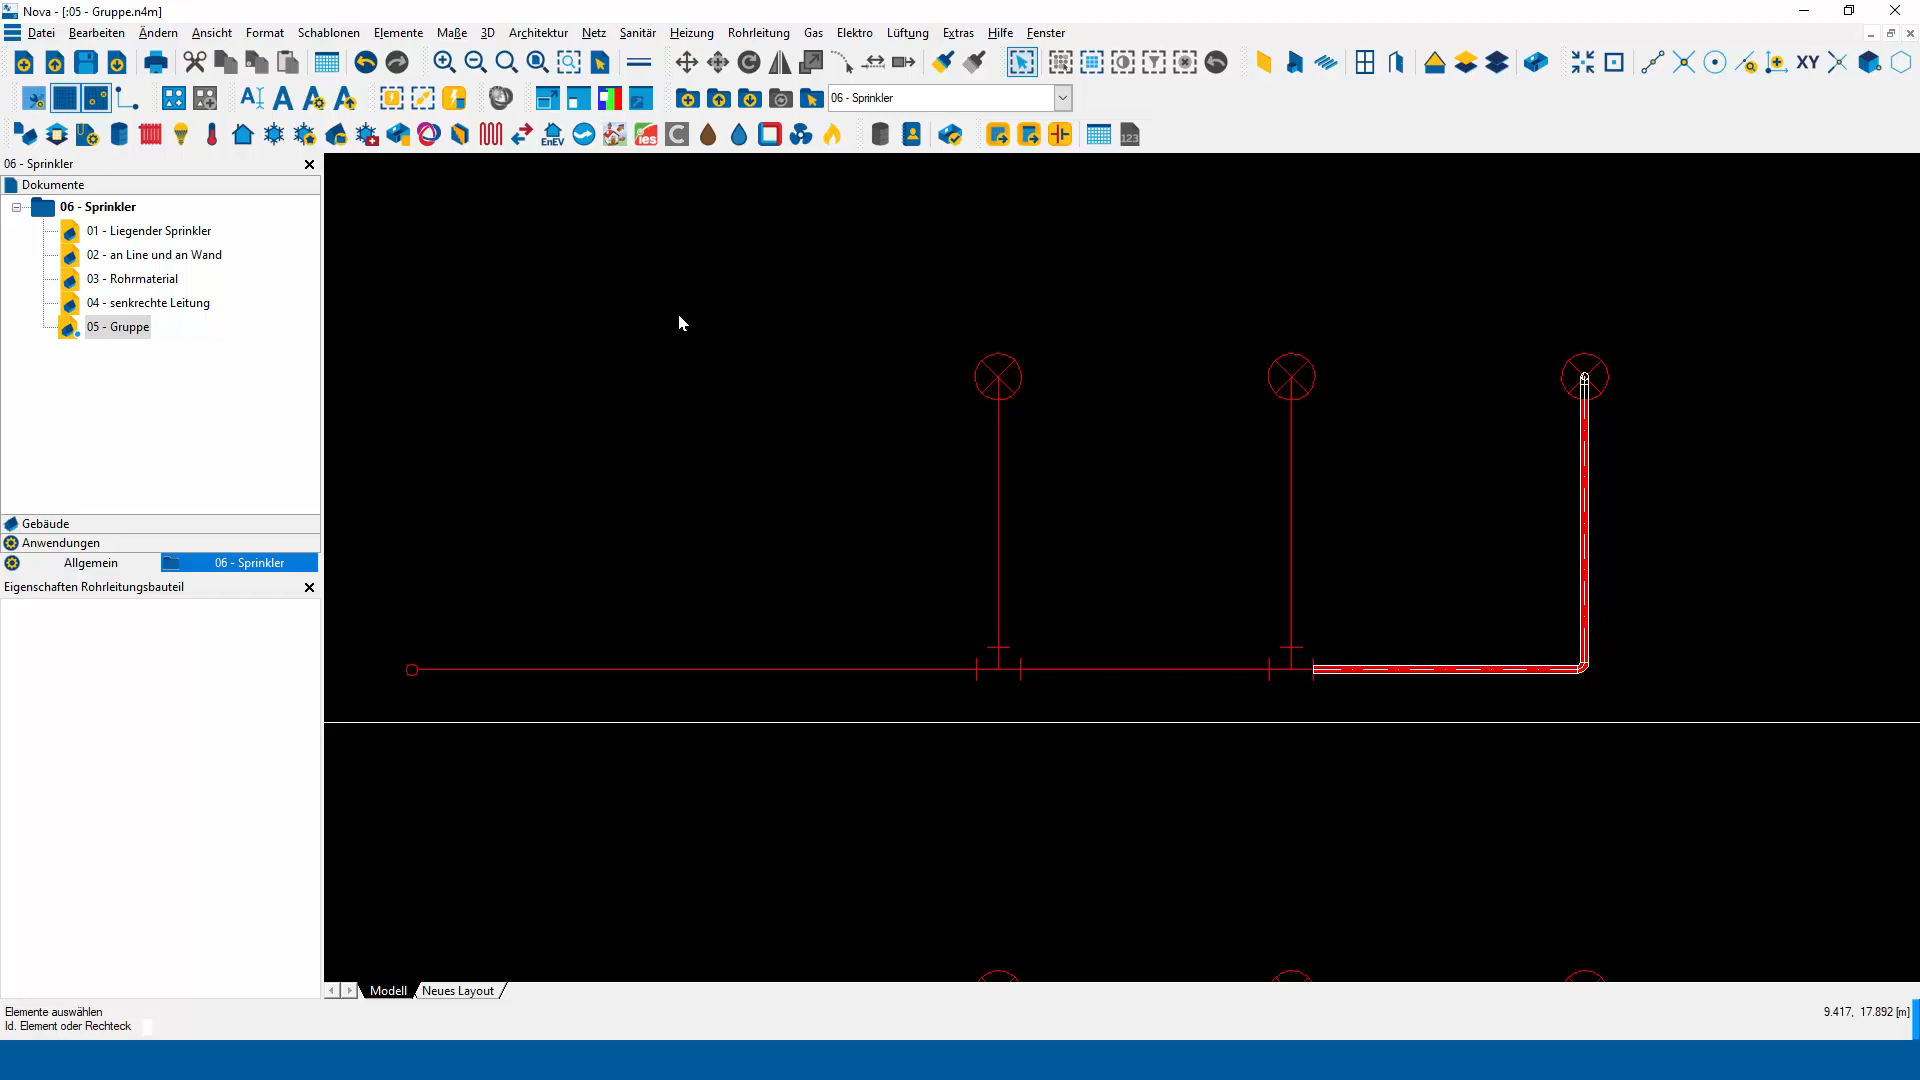 Nova - [:05 - Gruppe.n4m]
Datei Bearbeiten Ändern Ansicht Format Schablonen Elemente Maße 3D Architektur Netz Sanitär Heizung Rohrleitung Gas Elektro Lüftung Extras Hilfe Fenster
XY
06 - Sprinkler
EnEV
ies
123
06 - Sprinkler
Dokumente
06 - Sprinkler
01 - Liegender Sprinkler
02 - an Line und an Wand
03 - Rohrmaterial
04 - senkrechte Leitung
05 - Gruppe
Gebäude
Anwendungen
Allgemein 06 - Sprinkler
Eigenschaften Rohrleitungsbauteil
Modell Neues Layout
Elemente auswählen
Id. Element oder Rechteck
9.417, 17.892 [m]